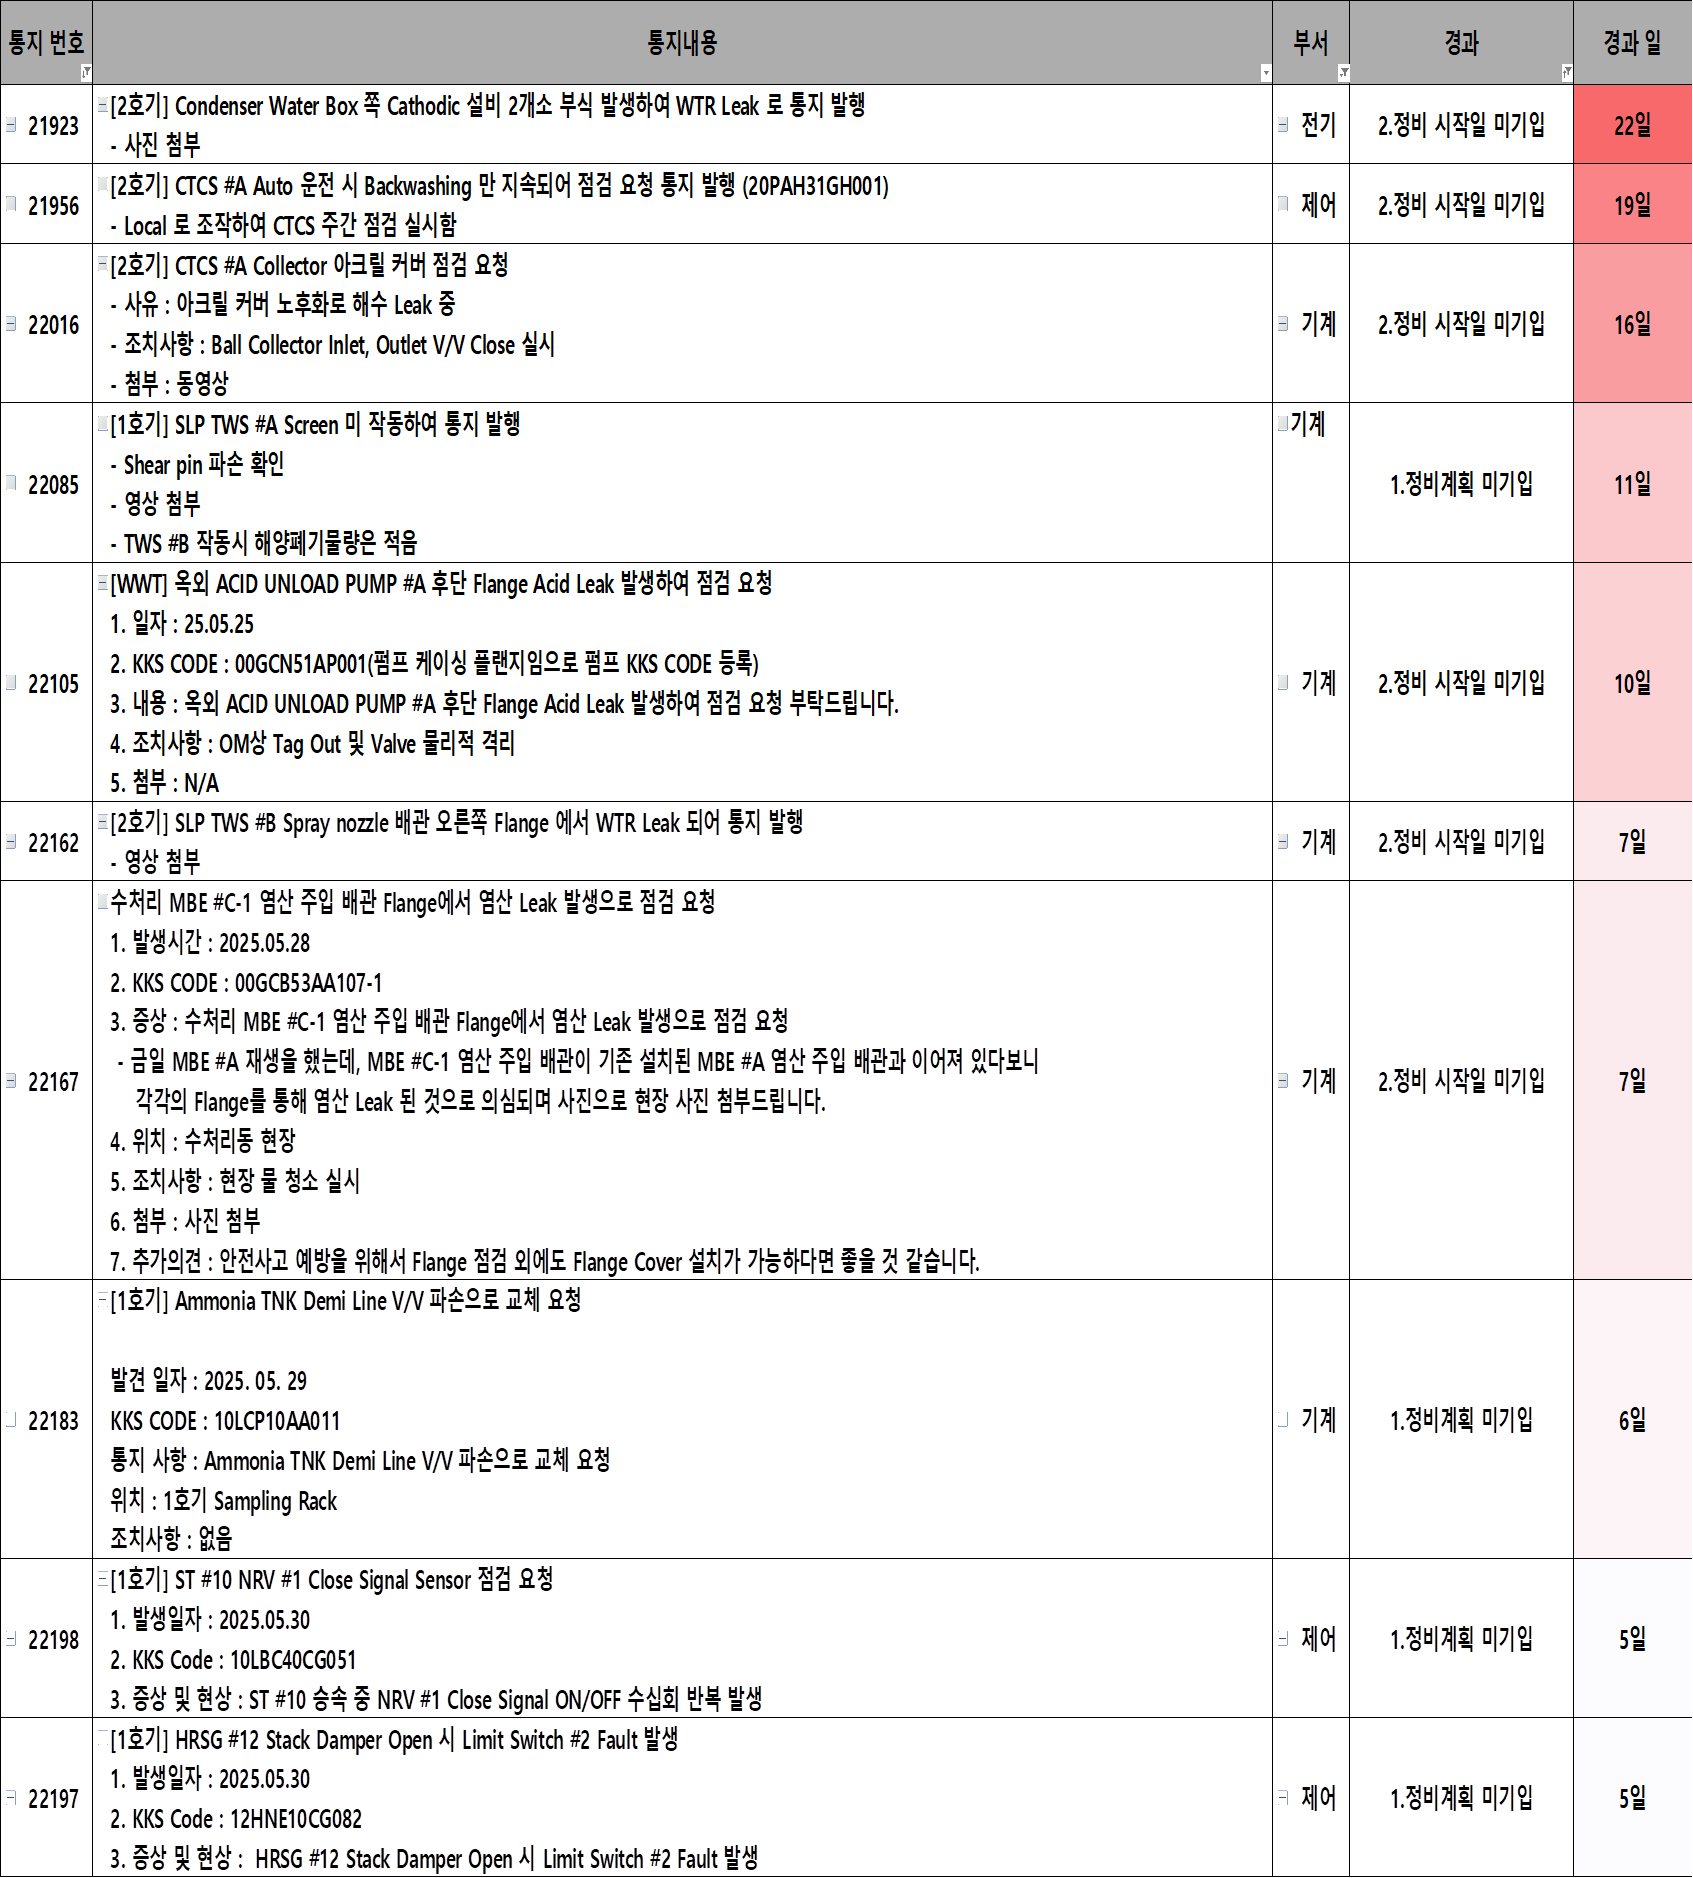 통지 번호 통지내용 부서 경과 경과 일
21923 [2호기] Condenser Water Box 쪽 Cathodic 설비 2개소 부식 발생하여 WTR Leak 로 통지 발행 전기 2.정비 시작일 미기입 22일
- 사진 첨부
21956 [2호기] CTCS #A Auto 운전 시 Backwashing 만 지속되어 점검 요청 통지 발행 (20PAH31GH001) 제어 2.정비 시작일 미기입 19일
- Local 로 조작하여 CTCS 주간 점검 실시함
22016 [2호기] CTCS #A Collector 아크릴 커버 점검 요청 기계 2.정비 시작일 미기입 16일
- 사유 : 아크릴 커버 노후화로 해수 Leak 중
- 조치사항 : Ball Collector Inlet, Outlet V/V Close 실시
- 첨부 : 동영상
22085 [1호기] SLP TWS #A Screen 미 작동하여 통지 발행 기계 1.정비계획 미기입 11일
- Shear pin 파손 확인
- 영상 첨부
- TWS #B 작동시 해양폐기물량은 적음
22105 [WWT] 옥외 ACID UNLOAD PUMP #A 후단 Flange Acid Leak 발생하여 점검 요청 기계 2.정비 시작일 미기입 10일
1. 일자 : 25.05.25
2. KKS CODE : 00GCN51AP001(펌프 케이싱 플랜지임으로 펌프 KKS CODE 등록)
3. 내용 : 옥외 ACID UNLOAD PUMP #A 후단 Flange Acid Leak 발생하여 점검 요청 부탁드립니다.
4. 조치사항 : OM상 Tag Out 및 Valve 물리적 격리
5. 첨부 : N/A
22162 [2호기] SLP TWS #B Spray nozzle 배관 오른쪽 Flange 에서 WTR Leak 되어 통지 발행 기계 2.정비 시작일 미기입 7일
- 영상 첨부
22167 수처리 MBE #C-1 염산 주입 배관 Flange에서 염산 Leak 발생으로 점검 요청 기계 2.정비 시작일 미기입 7일
1. 발생시간 : 2025.05.28
2. KKS CODE : 00GCB53AA107-1
3. 증상 : 수처리 MBE #C-1 염산 주입 배관 Flange에서 염산 Leak 발생으로 점검 요청
- 금일 MBE #A 재생을 했는데, MBE #C-1 염산 주입 배관이 기존 설치된 MBE #A 염산 주입 배관과 이어져 있다보니
각각의 Flange를 통해 염산 Leak 된 것으로 의심되며 사진으로 현장 사진 첨부드립니다.
4. 위치 : 수처리동 현장
5. 조치사항 : 현장 물 청소 실시
6. 첨부 : 사진 첨부
7. 추가의견 : 안전사고 예방을 위해서 Flange 점검 외에도 Flange Cover 설치가 가능하다면 좋을 것 같습니다.
22183 [1호기] Ammonia TNK Demi Line V/V 파손으로 교체 요청 기계 1.정비계획 미기입 6일
발견 일자 : 2025. 05. 29
KKS CODE : 10LCP10AA011
통지 사항 : Ammonia TNK Demi Line V/V 파손으로 교체 요청
위치 : 1호기 Sampling Rack
조치사항 : 없음
22198 [1호기] ST #10 NRV #1 Close Signal Sensor 점검 요청 제어 1.정비계획 미기입 5일
1. 발생일자 : 2025.05.30
2. KKS Code : 10LBC40CG051
3. 증상 및 현상 : ST #10 승속 중 NRV #1 Close Signal ON/OFF 수십회 반복 발생
22197 [1호기] HRSG #12 Stack Damper Open 시 Limit Switch #2 Fault 발생 제어 1.정비계획 미기입 5일
1. 발생일자 : 2025.05.30
2. KKS Code : 12HNE10CG082
3. 증상 및 현상 : HRSG #12 Stack Damper Open 시 Limit Switch #2 Fault 발생